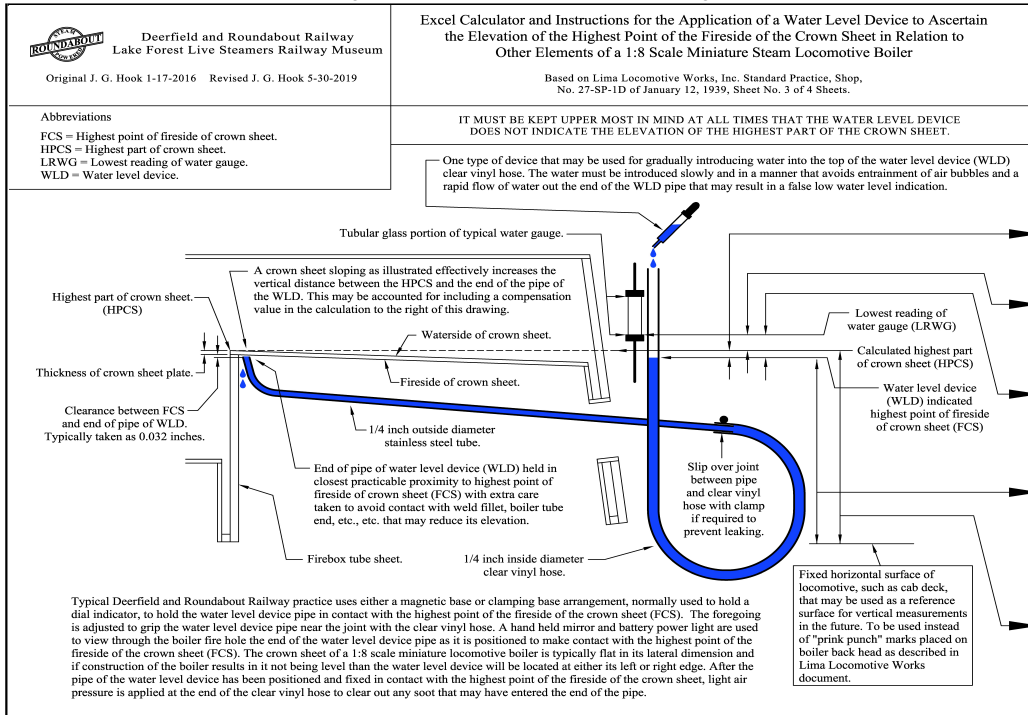 STEAM
ROUNDABOUT
POWERED
Deerfield and Roundabout Railway
Lake Forest Live Steamers Railway Museum
Original J. G. Hook 1-17-2016 Revised J. G. Hook 5-30-2019
Excel Calculator and Instructions for the Application of a Water Level Device to Ascertain
the Elevation of the Highest Point of the Fireside of the Crown Sheet in Relation to
Other Elements of a 1:8 Scale Miniature Steam Locomotive Boiler
Based on Lima Locomotive Works, Inc. Standard Practice, Shop,
No. 27-SP-1D of January 12, 1939, Sheet No. 3 of 4 Sheets.
Abbreviations
FCS = Highest point of fireside of crown sheet.
HPCS = Highest part of crown sheet.
LRWG = Lowest reading of water gauge.
WLD = Water level device.
IT MUST BE KEPT UPPER MOST IN MIND AT ALL TIMES THAT THE WATER LEVEL DEVICE
DOES NOT INDICATE THE ELEVATION OF THE HIGHEST PART OF THE CROWN SHEET.
One type of device that may be used for gradually introducing water into the top of the water level device (WLD)
clear vinyl hose. The water must be introduced slowly and in a manner that avoids entrainment of air bubbles and a
rapid flow of water out the end of the WLD pipe that may result in a false low water level indication.
Tubular glass portion of typical water gauge.
A crown sheet sloping as illustrated effectively increases the
vertical distance between the HPCS and the end of the pipe of
the WLD. This may be accounted for including a compensation
value in the calculation to the right of this drawing.
Highest part of crown sheet.
(HPCS)
Waterside of crown sheet.
Lowest reading of
water gauge (LRWG)
Calculated highest part
of crown sheet (HPCS)
Thickness of crown sheet plate.
Fireside of crown sheet.
Water level device
(WLD) indicated
highest point of fireside
of crown sheet (FCS)
Clearance between FCS
and end of pipe of WLD.
Typically taken as 0.032 inches.
1/4 inch outside diameter
stainless steel tube.
End of pipe of water level device (WLD) held in
closest practicable proximity to highest point of
fireside of crown sheet (FCS) with extra care
taken to avoid contact with weld fillet, boiler tube
end, etc., etc. that may reduce its elevation.
Slip over joint
between pipe
and clear vinyl
hose with clamp
if required to
prevent leaking.
Firebox tube sheet.
1/4 inch inside diameter
clear vinyl hose.
Fixed horizontal surface of
locomotive, such as cab deck,
that may be used as a reference
surface for vertical measurements
in the future. To be used instead
of "prink punch" marks placed on
boiler back head as described in
Lima Locomotive Works
document.
Typical Deerfield and Roundabout Railway practice uses either a magnetic base or clamping base arrangement, normally used to hold a
dial indicator, to hold the water level device pine in contact with the highest point of the fireside of the crown sheet (FCS). The foregoing
is adjusted to grip the water level device pipe near the joint with the clear vinyl hose. A hand held mirror and battery power light are used
to view through the boiler fire hole the end of the water level device pipe as it is positioned to make contact with the highest point of the
fireside of the crown sheet (FCS). The crown sheet of a 1:8 scale miniature locomotive boiler is typically flat in its lateral dimension and
if construction of the boiler results in it not being level than the water level device will be located at either its left or right edge. After the
pipe of the water level device has been positioned and fixed in contact with the highest point of the fireside of the crown sheet, light air
pressure is applied at the end of the clear vinyl hose to clear out any soot that may have entered the end of the pipe.